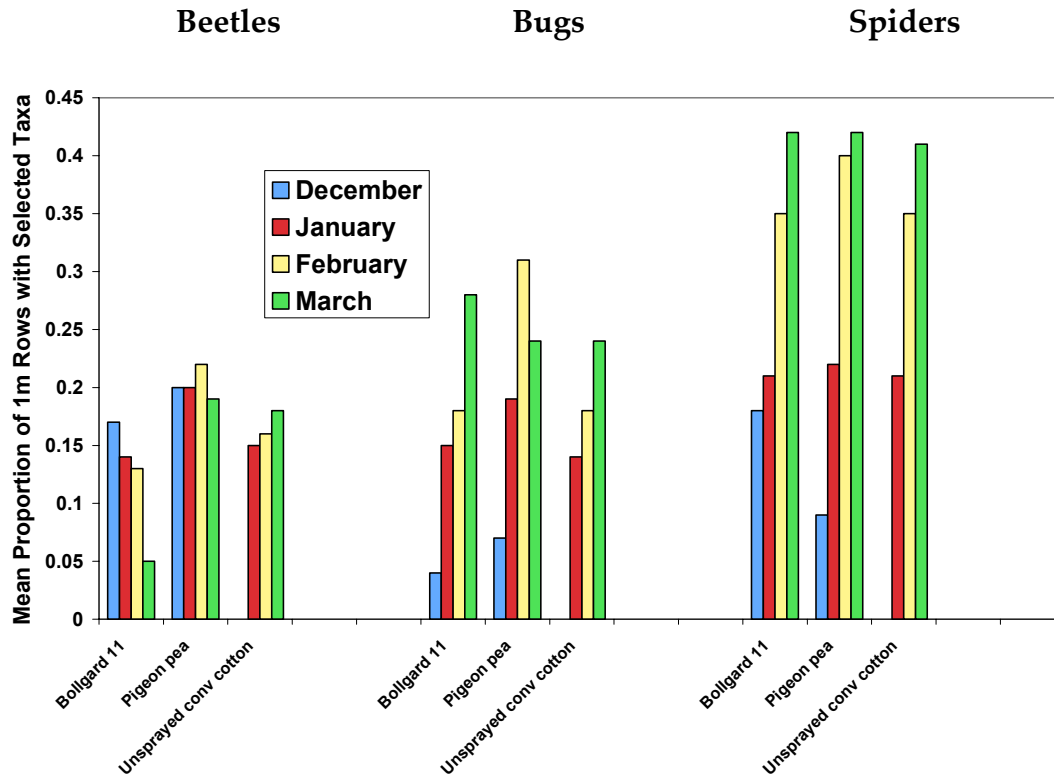 Beetles Bugs Spiders
Mean Proportion of 1m Rows with Selected Taxa
0.45
0.4
0.35
0.3
0.25
0.2
0.15
0.1
0.05
0
December
January
February
March
Bollgard 11
Pigeon pea
Unsprayed conv cotton
Bollgard 11
Pigeon pea
Unsprayed conv cotton
Bollgard 11
Pigeon pea
Unsprayed conv cotton